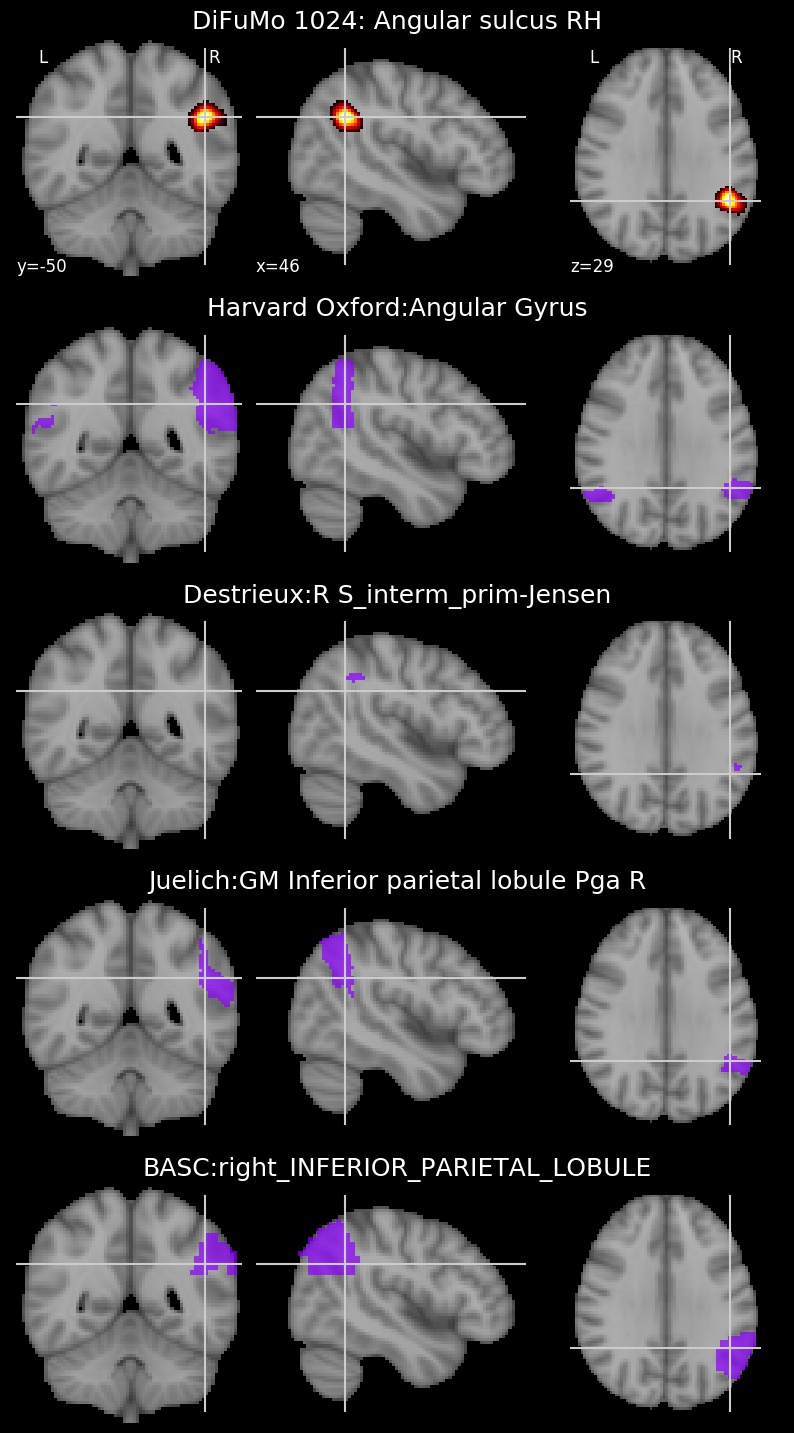 DiFuMo 1024: Angular sulcus RH
L R L R
y=-50 x=46 z=29
Harvard Oxford:Angular Gyrus
Destrieux:R S_interm_prim-Jensen
Juelich:GM Inferior parietal lobule Pga R
BASC:right_INFERIOR_PARIETAL_LOBULE